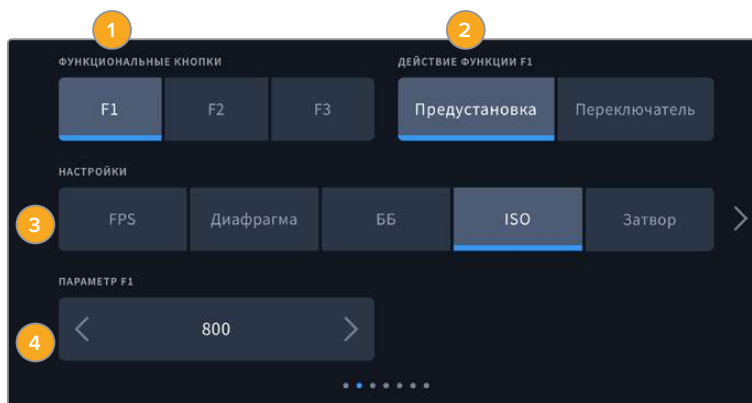 1 2
ФУНКЦИОНАЛЬНЫЕ КНОПКИ ДЕЙСТВИЕ ФУНКЦИИ F1
F1 F2 F3 Предустановка Переключатель
НАСТРОЙКИ
3 FPS Диафрагма ББ ISO Затвор
ПАРАМЕТР F1
4 800